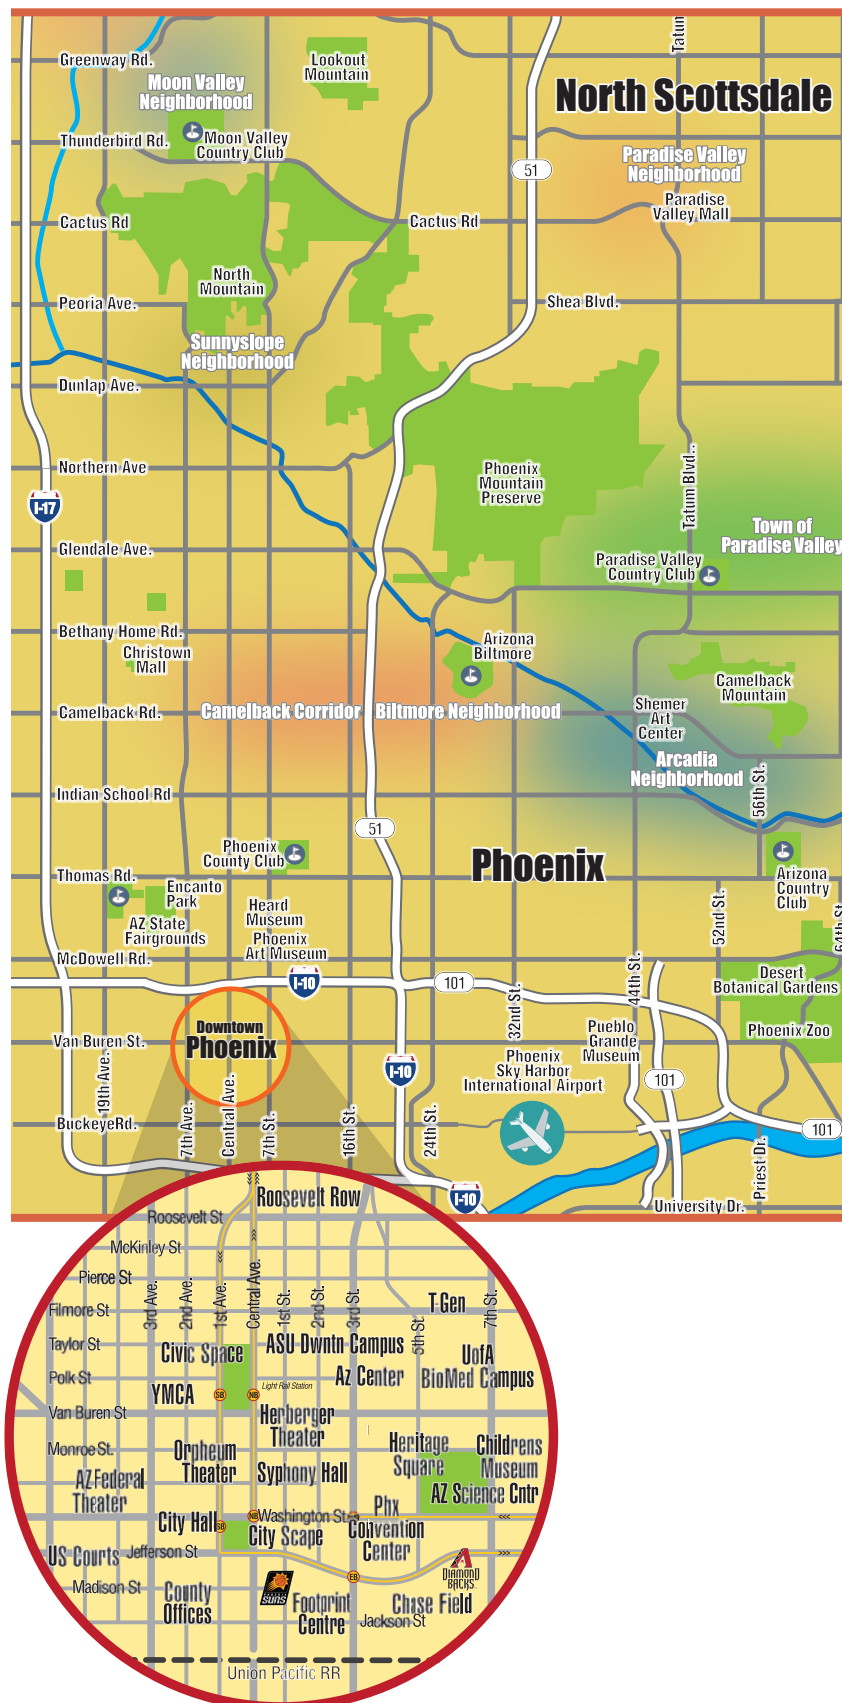 Tatum
Greenway Rd.
Lookout
Mountain
Moon Valley
Neighborhood
North Scottsdale
Thunderbird Rd.
Moon Valley
Country Club
51
Paradise Valley
Neighborhood
Paradise
Valley Mall
Cactus Rd
Cactus Rd
North
Mountain
Peoria Ave.
Shea Blvd.
Sunnyslope
Neighborhood
Dunlap Ave.
Northern Ave
Phoenix
Mountain
Preserve
Tatum Blvd..
I-17
Town of
Paradise Valley
Glendale Ave.
Paradise Valley
Country Club
Bethany Home Rd.
Christown
Mall
Arizona
Biltmore
Camelback
Mountain
Camelback Rd.
Camelback Corridor
Biltmore Neighborhood
Shemer
Art
Center
Arcadia
Neighborhood
56th St.
Indian School Rd
51
Phoenix
County Club
Phoenix
Thomas Rd.
Encanto
Park
AZ State
Fairgrounds
Heard
Museum
Phoenix
Art Museum
Arizona
Country
Club
52nd St.
64th St
McDowell Rd.
I-10
101
44th St.
32nd St.
Desert
Botanical Gardens
Downtown
Phoenix
Van Buren St.
Pueblo
Grande
Museum
Phoenix Zoo
Phoenix
Sky Harbor
International Airport
I-10
101
19th Ave.
7th Ave.
Central Ave.
7th St.
16th St.
24th St.
BuckeyeRd.
101
Priest Dr.
I-10
University Dr.
Roosevelt Row
Roosevelt St
McKinley St
Pierce St
3rd Ave.
2nd Ave.
1st Ave.
Central Ave.
1st St.
2nd St.
3rd St.
5th St.
7th St.
Filmore St
T Gen
Taylor St
Civic Space
ASU Dwntn Campus
UofA
BioMed Campus
Polk St
Az Center
YMCA
SB
NB
Light Rail Station
Van Buren St
Herberger
Theater
Monroe St.
Orpheum
Theater
Heritage
Square
Childrens
Museum
AZ Federal
Theater
Syphony Hall
AZ Science Cntr
City Hall
SB
NB
Washington St
Phx
Convention
Center
City Scape
US Courts
Jefferson St
EB
DIAMOND
BACKS
Madison St
County
Offices
SUNS
Footprint
Centre
Chase Field
Jackson St
Union Pacific RR